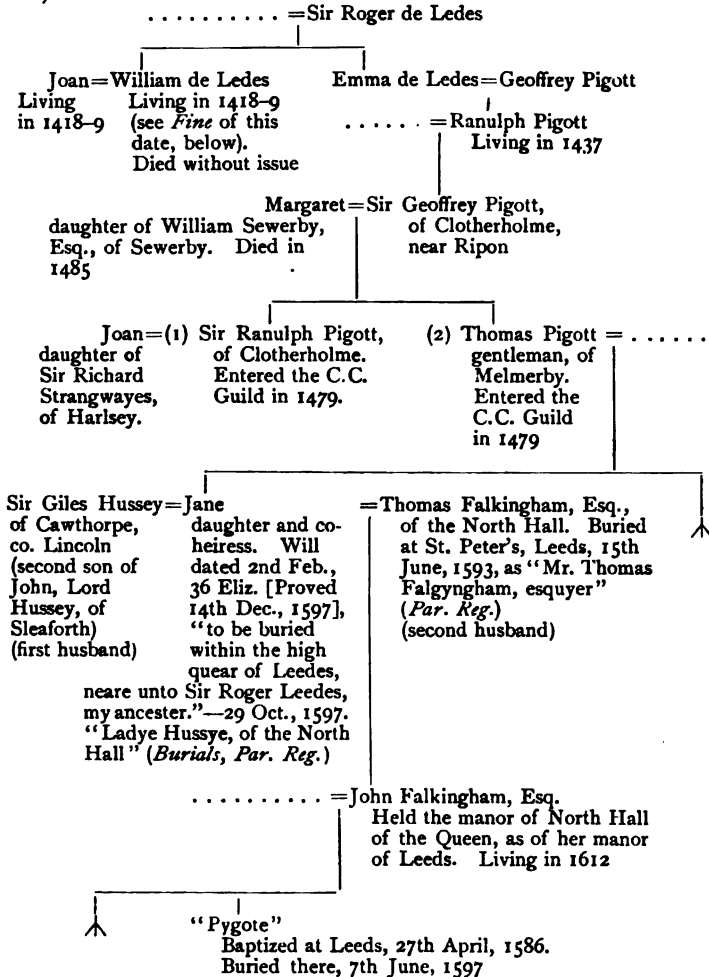 . . . . . . . . . . =Sir Roger de Ledes
Joan=William de Ledes
Living in 1418-9
Living in 1418-9
(see Fine of this
date, below).
Died without issue
Emma de Ledes=Geoffrey Pigott
. . . . . . =Ranulph Pigott
Living in 1437
Margaret=Sir Geoffrey Pigott,
daughter of William Sewerby,
Esq., of Sewerby. Died in
1485
of Clotherholme,
near Ripon
Joan=(1) Sir Ranulph Pigott,
daughter of
Sir Richard
Strangwayes,
of Harlsey.
of Clotherholme.
Entered the C.C.
Guild in 1479.
(2) Thomas Pigott = . . . . . .
gentleman, of
Melmerby.
Entered the
C.C. Guild
in 1479
Sir Giles Hussey=Jane
of Cawthorpe,
co. Lincoln
(second son of
John, Lord
Hussey, of
Sleaforth)
(first husband)
daughter and co-
heiress. Will
dated 2nd Feb.,
36 Eliz. [Proved
14th Dec., 1597],
"to be buried
within the high
quear of Leedes,
neare unto Sir Roger Leedes,
my ancester."—29 Oct., 1597.
"Ladye Hussye, of the North
Hall" (Burials, Par. Reg.)
=Thomas Falkingham, Esq.,
of the North Hall. Buried
at St. Peter's, Leeds, 15th
June, 1593, as "Mr. Thomas
Falgyngham, esquyer"
(Par. Reg.)
(second husband)
. . . . . . . . . . =John Falkingham, Esq.
Held the manor of North Hall
of the Queen, as of her manor
of Leeds. Living in 1612
"Pygote"
Baptized at Leeds, 27th April, 1586.
Buried there, 7th June, 1597